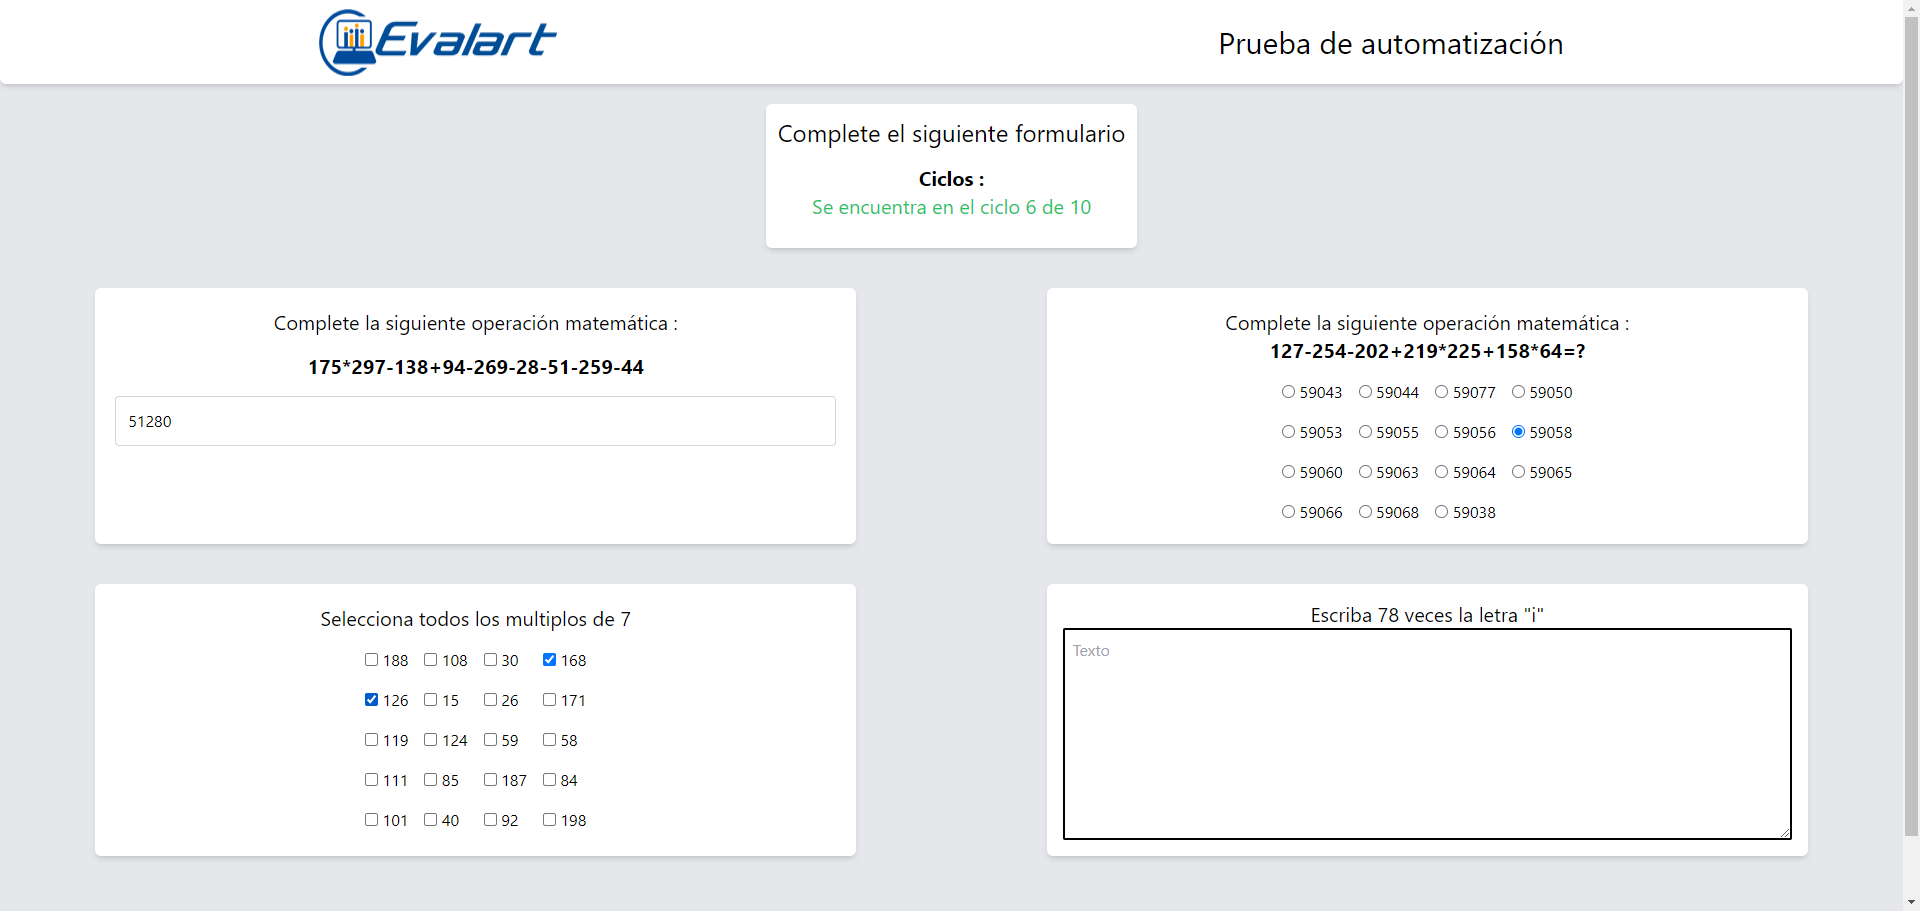 Evalart
Prueba de automatización
Complete el siguiente formulario
Ciclos :
Se encuentra en el ciclo 6 de 10
Complete la siguiente operación matemática :
175*297-138+94-269-28-51-259-44
51280
Complete la siguiente operación matemática :
127-254-202+219*225+158*64=?
59043 59044 59077 59050
59053 59055 59056 59058
59060 59063 59064 59065
59066 59068 59038
Selecciona todos los multiplos de 7
188 108 30 168
126 15 26 171
119 124 59 58
111 85 187 84
101 40 92 198
Escriba 78 veces la letra "i"
Texto